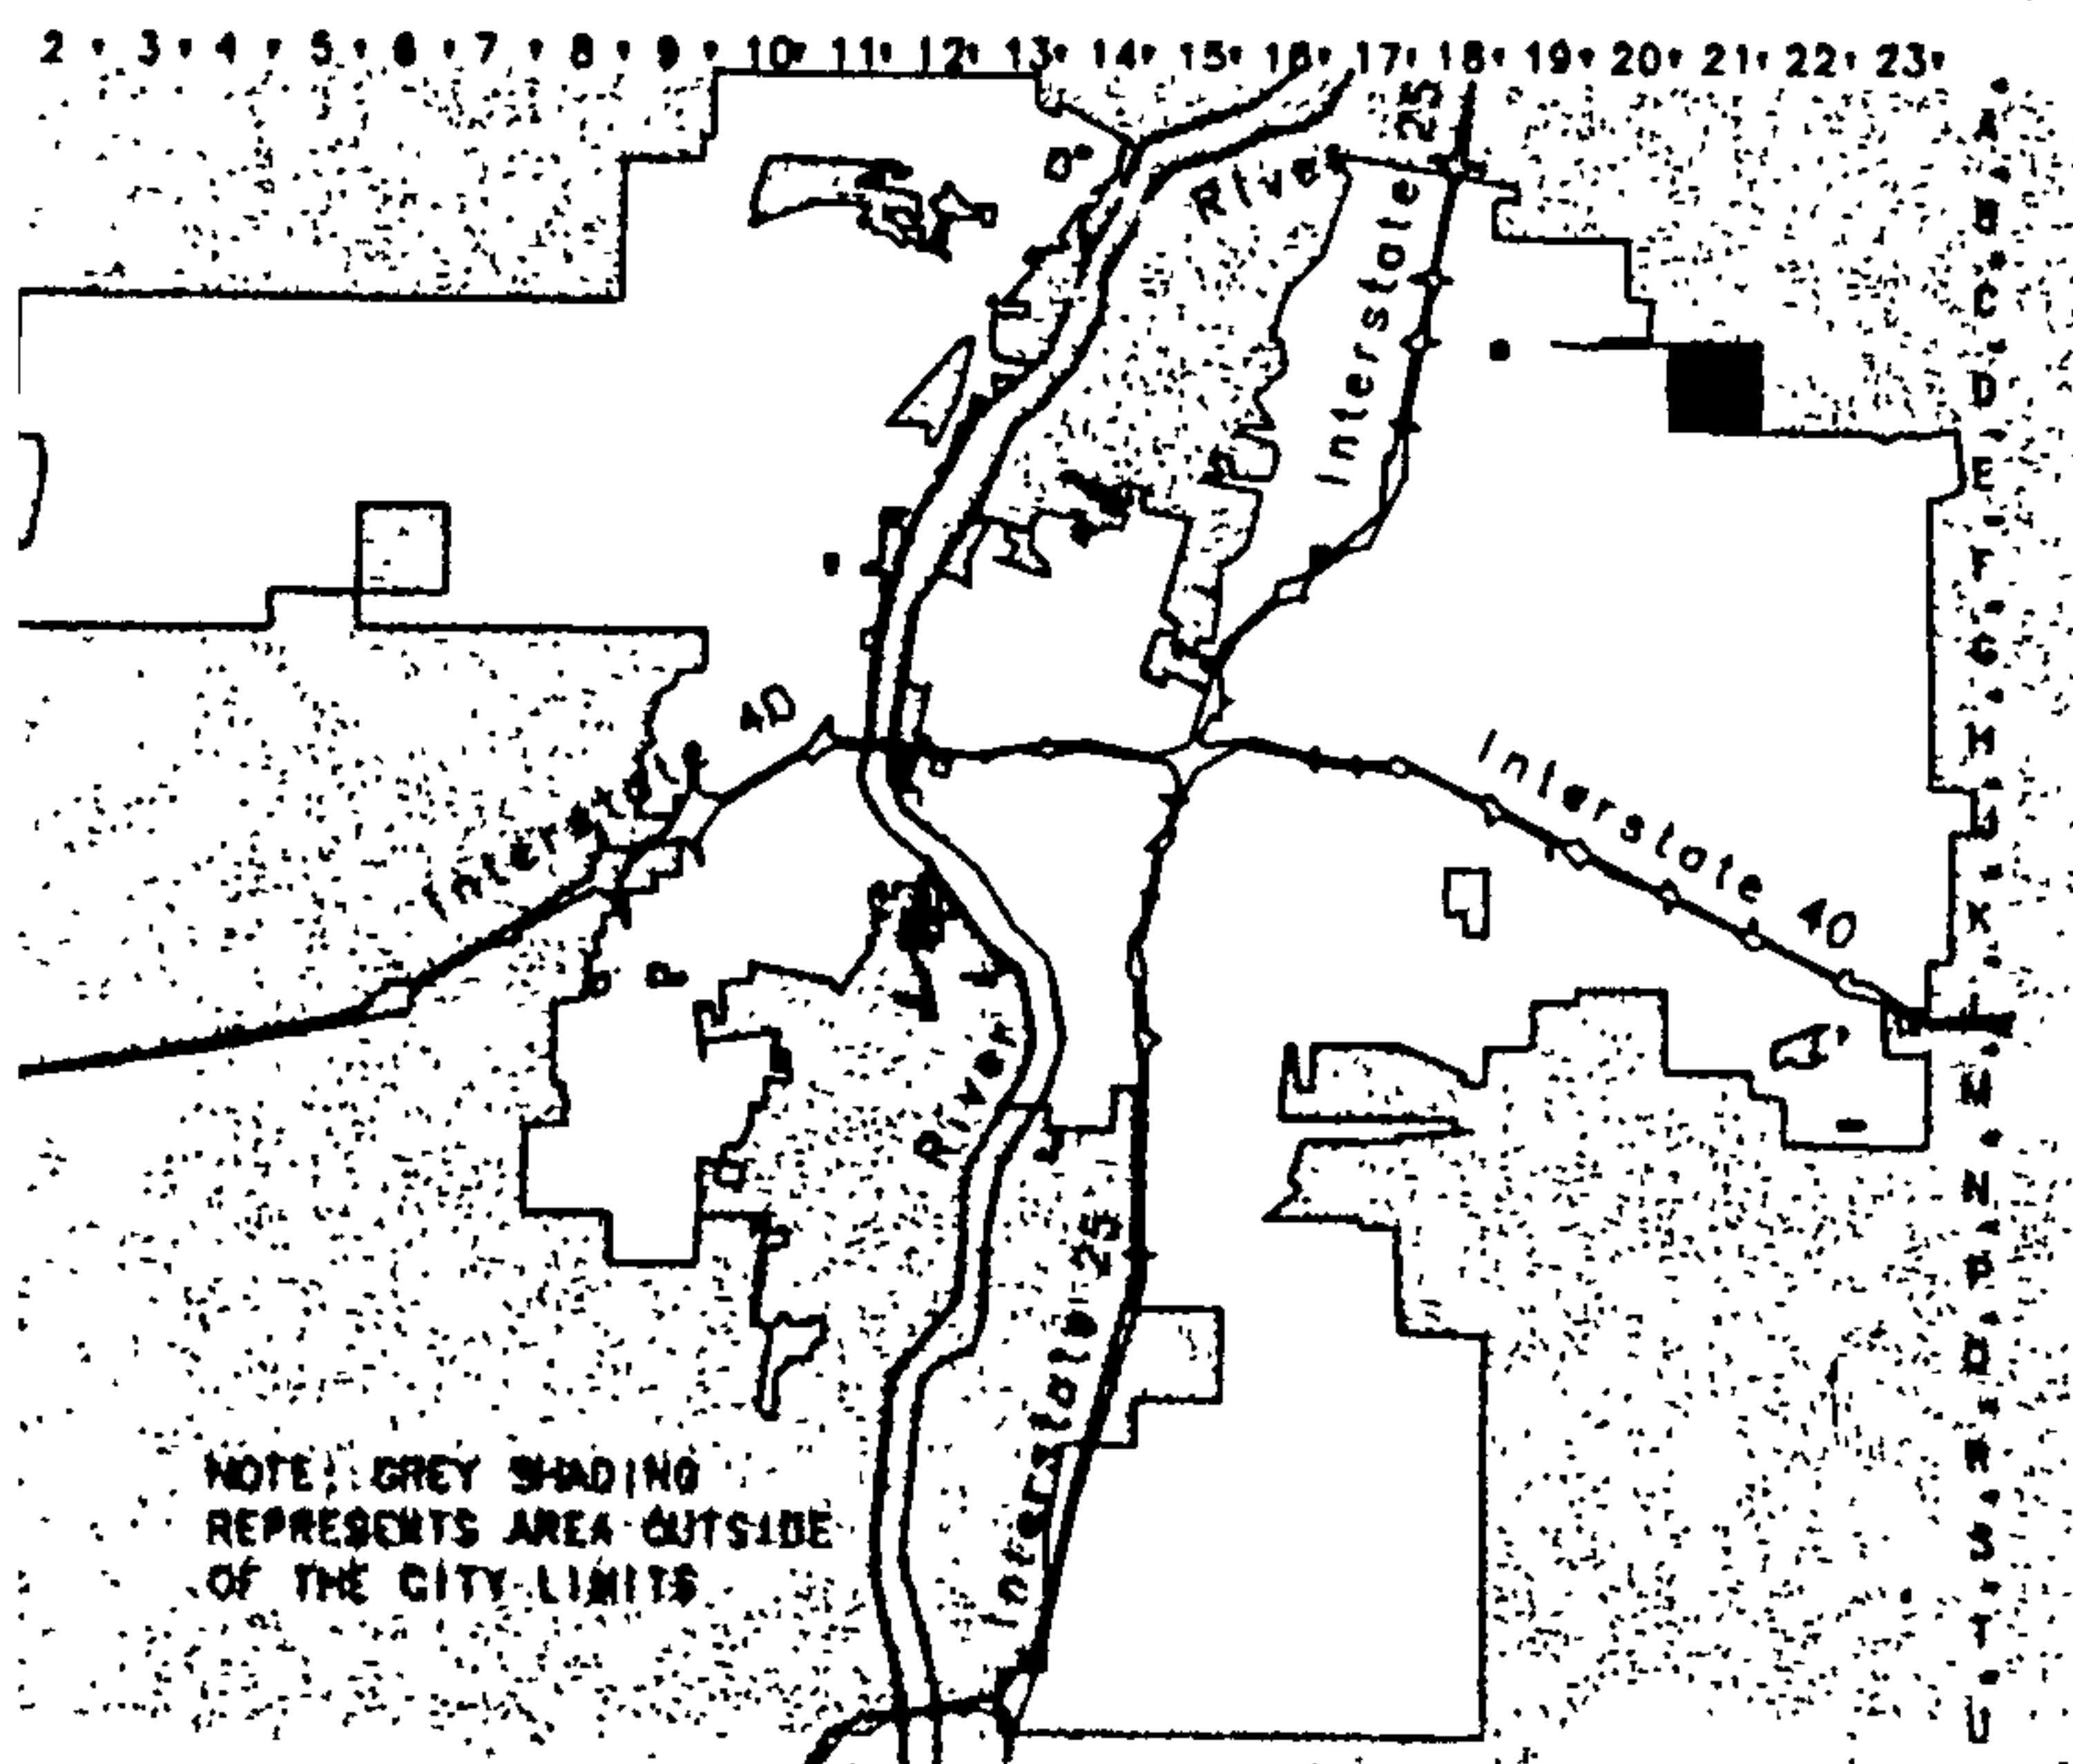 2 3 4 5 6 7 8 9 10 11 12 13 14 15 16 17 18 19 20 21 22 23
A
B
C
D
E
F
G
H
J
K
L
M
N
P
Q
R
S
T
U
River
Interstate 25
Interstate 40
Interstate 40
River
Interstate 25
NOTE: GREY SHADING
REPRESENTS AREA OUTSIDE
OF THE CITY LIMITS